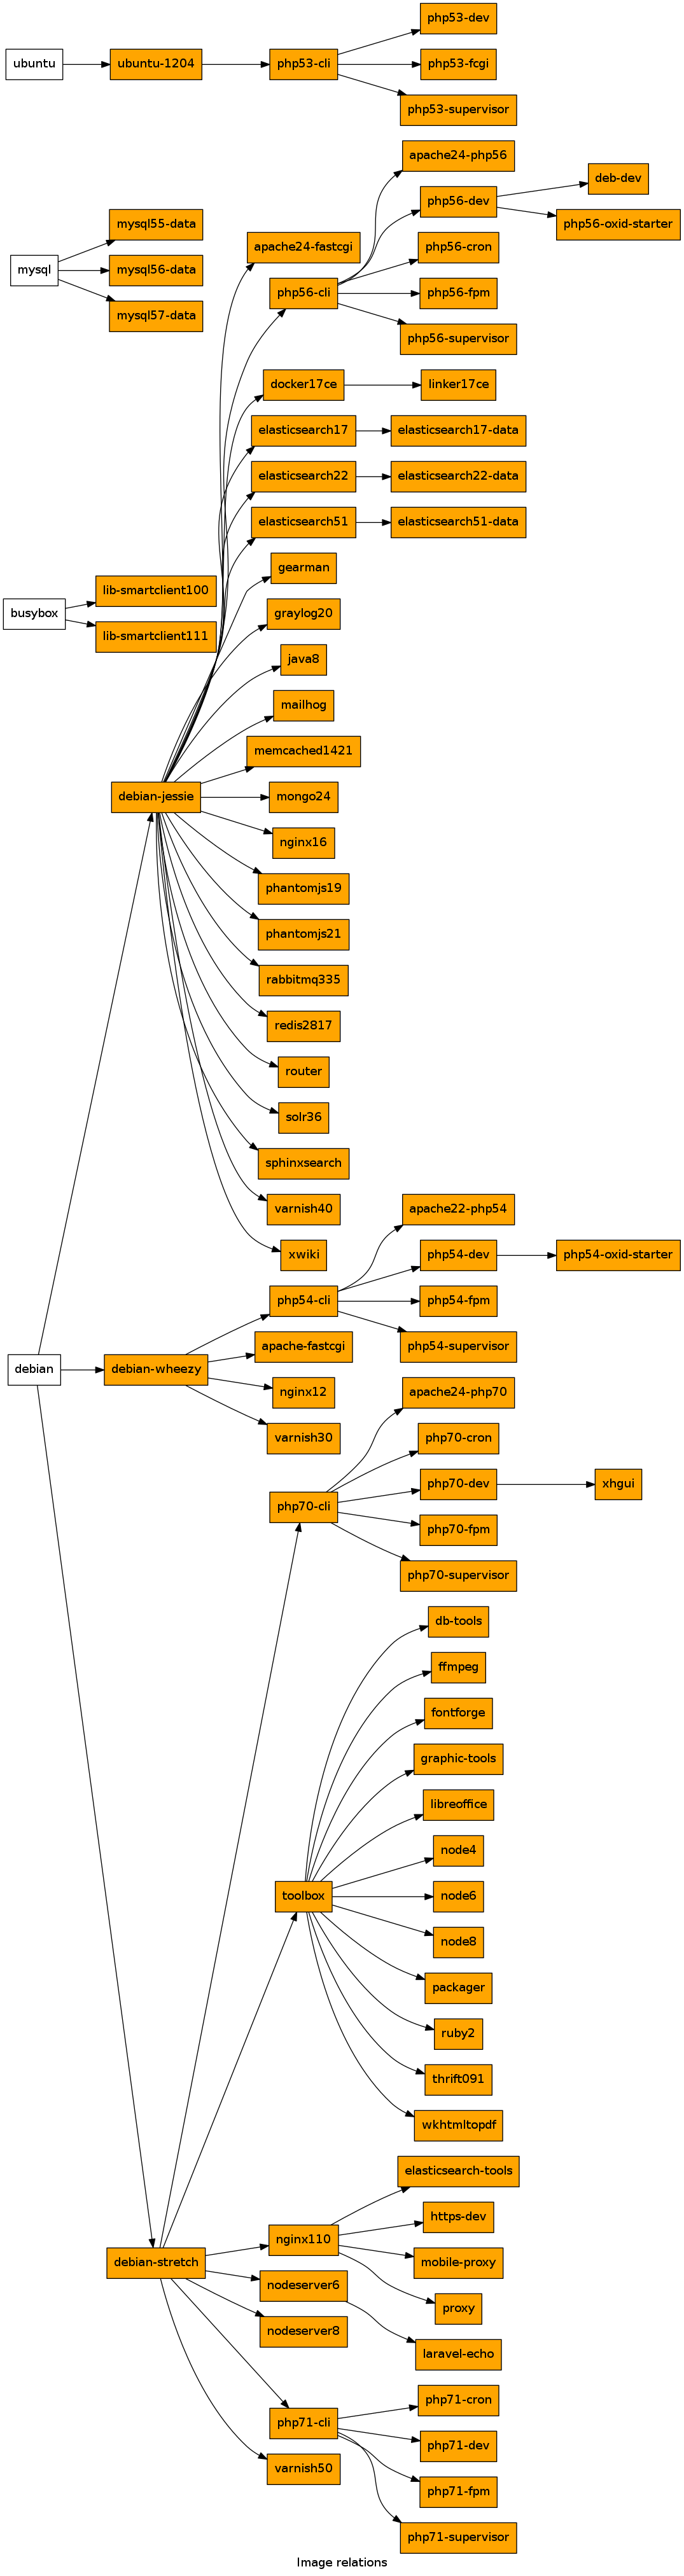 php53-dev
ubuntu
ubuntu-1204
php53-cli
php53-fcgi
php53-supervisor
apache24-php56
deb-dev
php56-dev
mysql55-data
php56-oxid-starter
apache24-fastcgi
php56-cron
mysql
mysql56-data
php56-cli
php56-fpm
mysql57-data
php56-supervisor
docker17ce
linker17ce
elasticsearch17
elasticsearch17-data
elasticsearch22
elasticsearch22-data
elasticsearch51
elasticsearch51-data
gearman
lib-smartclient100
busybox
graylog20
lib-smartclient111
java8
mailhog
memcached1421
debian-jessie
mongo24
nginx16
phantomjs19
phantomjs21
rabbitmq335
redis2817
router
solr36
sphinxsearch
varnish40
apache22-php54
xwiki
php54-dev
php54-oxid-starter
php54-cli
php54-fpm
apache-fastcgi
php54-supervisor
debian
debian-wheezy
nginx12
apache24-php70
varnish30
php70-cron
php70-dev
xhgui
php70-cli
php70-fpm
php70-supervisor
db-tools
ffmpeg
fontforge
graphic-tools
libreoffice
node4
toolbox
node6
node8
packager
ruby2
thrift091
wkhtmltopdf
elasticsearch-tools
https-dev
nginx110
debian-stretch
mobile-proxy
nodeserver6
proxy
nodeserver8
laravel-echo
php71-cron
php71-cli
php71-dev
varnish50
php71-fpm
php71-supervisor
Image relations